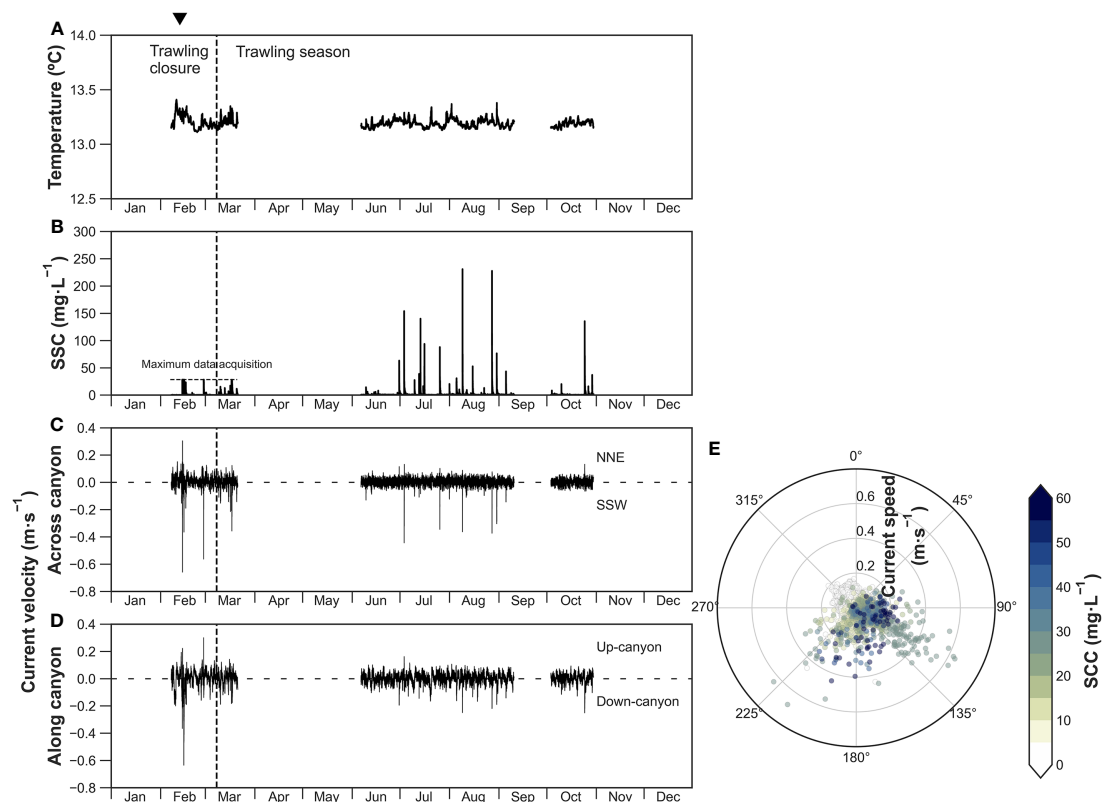 A
Temperature (ºC)
14.0
13.5
13.0
12.5
Trawling
closure
Trawling season
Jan Feb Mar Apr May Jun Jul Aug Sep Oct Nov Dec
B
SSC (mg·L⁻¹)
300
250
200
150
100
50
0
Maximum data acquisition
Jan Feb Mar Apr May Jun Jul Aug Sep Oct Nov Dec
Current velocity (m·s⁻¹)
C
Across canyon
0.4
0.2
0.0
−0.2
−0.4
−0.6
−0.8
NNE
SSW
Jan Feb Mar Apr May Jun Jul Aug Sep Oct Nov Dec
D
Along canyon
0.4
0.2
0.0
−0.2
−0.4
−0.6
−0.8
Up-canyon
Down-canyon
Jan Feb Mar Apr May Jun Jul Aug Sep Oct Nov Dec
E
0°
45°
90°
135°
180°
225°
270°
315°
0.6
0.4
0.2
Current speed
(m·s⁻¹)
60
50
40
30
20
10
0
SCC (mg·L⁻¹)